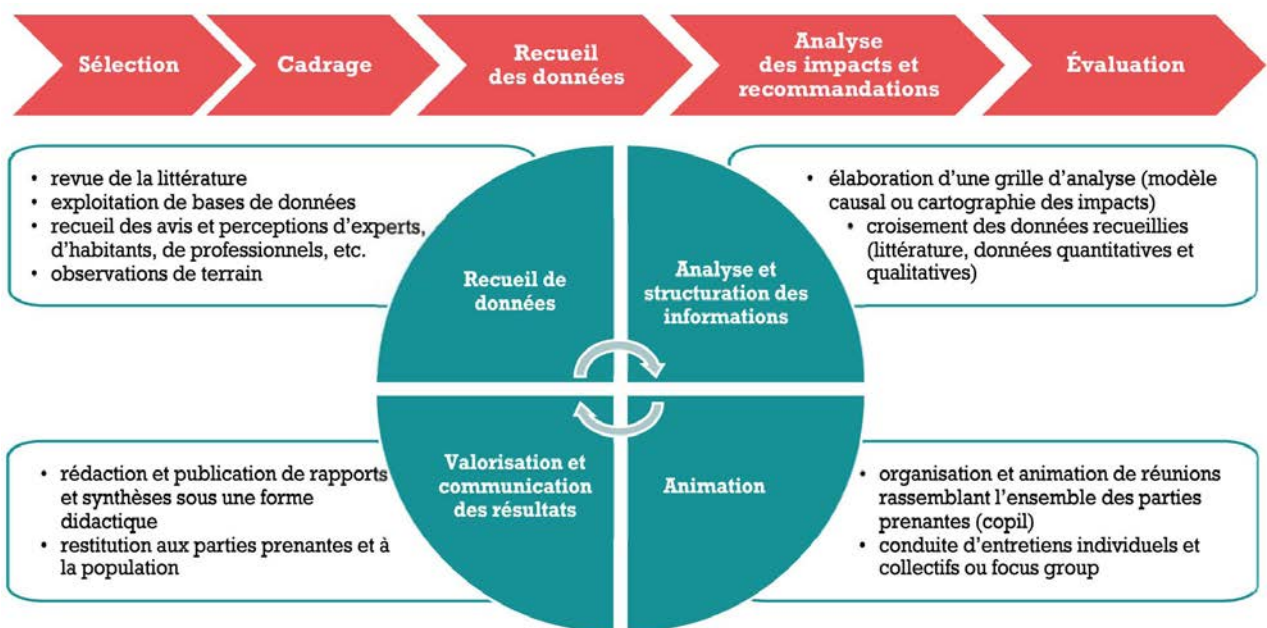 Sélection
Cadrage
Recueil
des données
Analyse
des impacts et
recommandations
Évaluation
• revue de la littérature
• exploitation de bases de données
• recueil des avis et perceptions d’experts,
d’habitants, de professionnels, etc.
• observations de terrain
• élaboration d’une grille d’analyse (modèle
causal ou cartographie des impacts)
• croisement des données recueillies
(littérature, données quantitatives et
qualitatives)
Recueil de
données
Analyse et
structuration des
informations
Valorisation et
communication
des résultats
Animation
• rédaction et publication de rapports
et synthèses sous une forme
didactique
• restitution aux parties prenantes et à
la population
• organisation et animation de réunions
rassemblant l’ensemble des parties
prenantes (copil)
• conduite d’entretiens individuels et
collectifs ou focus group